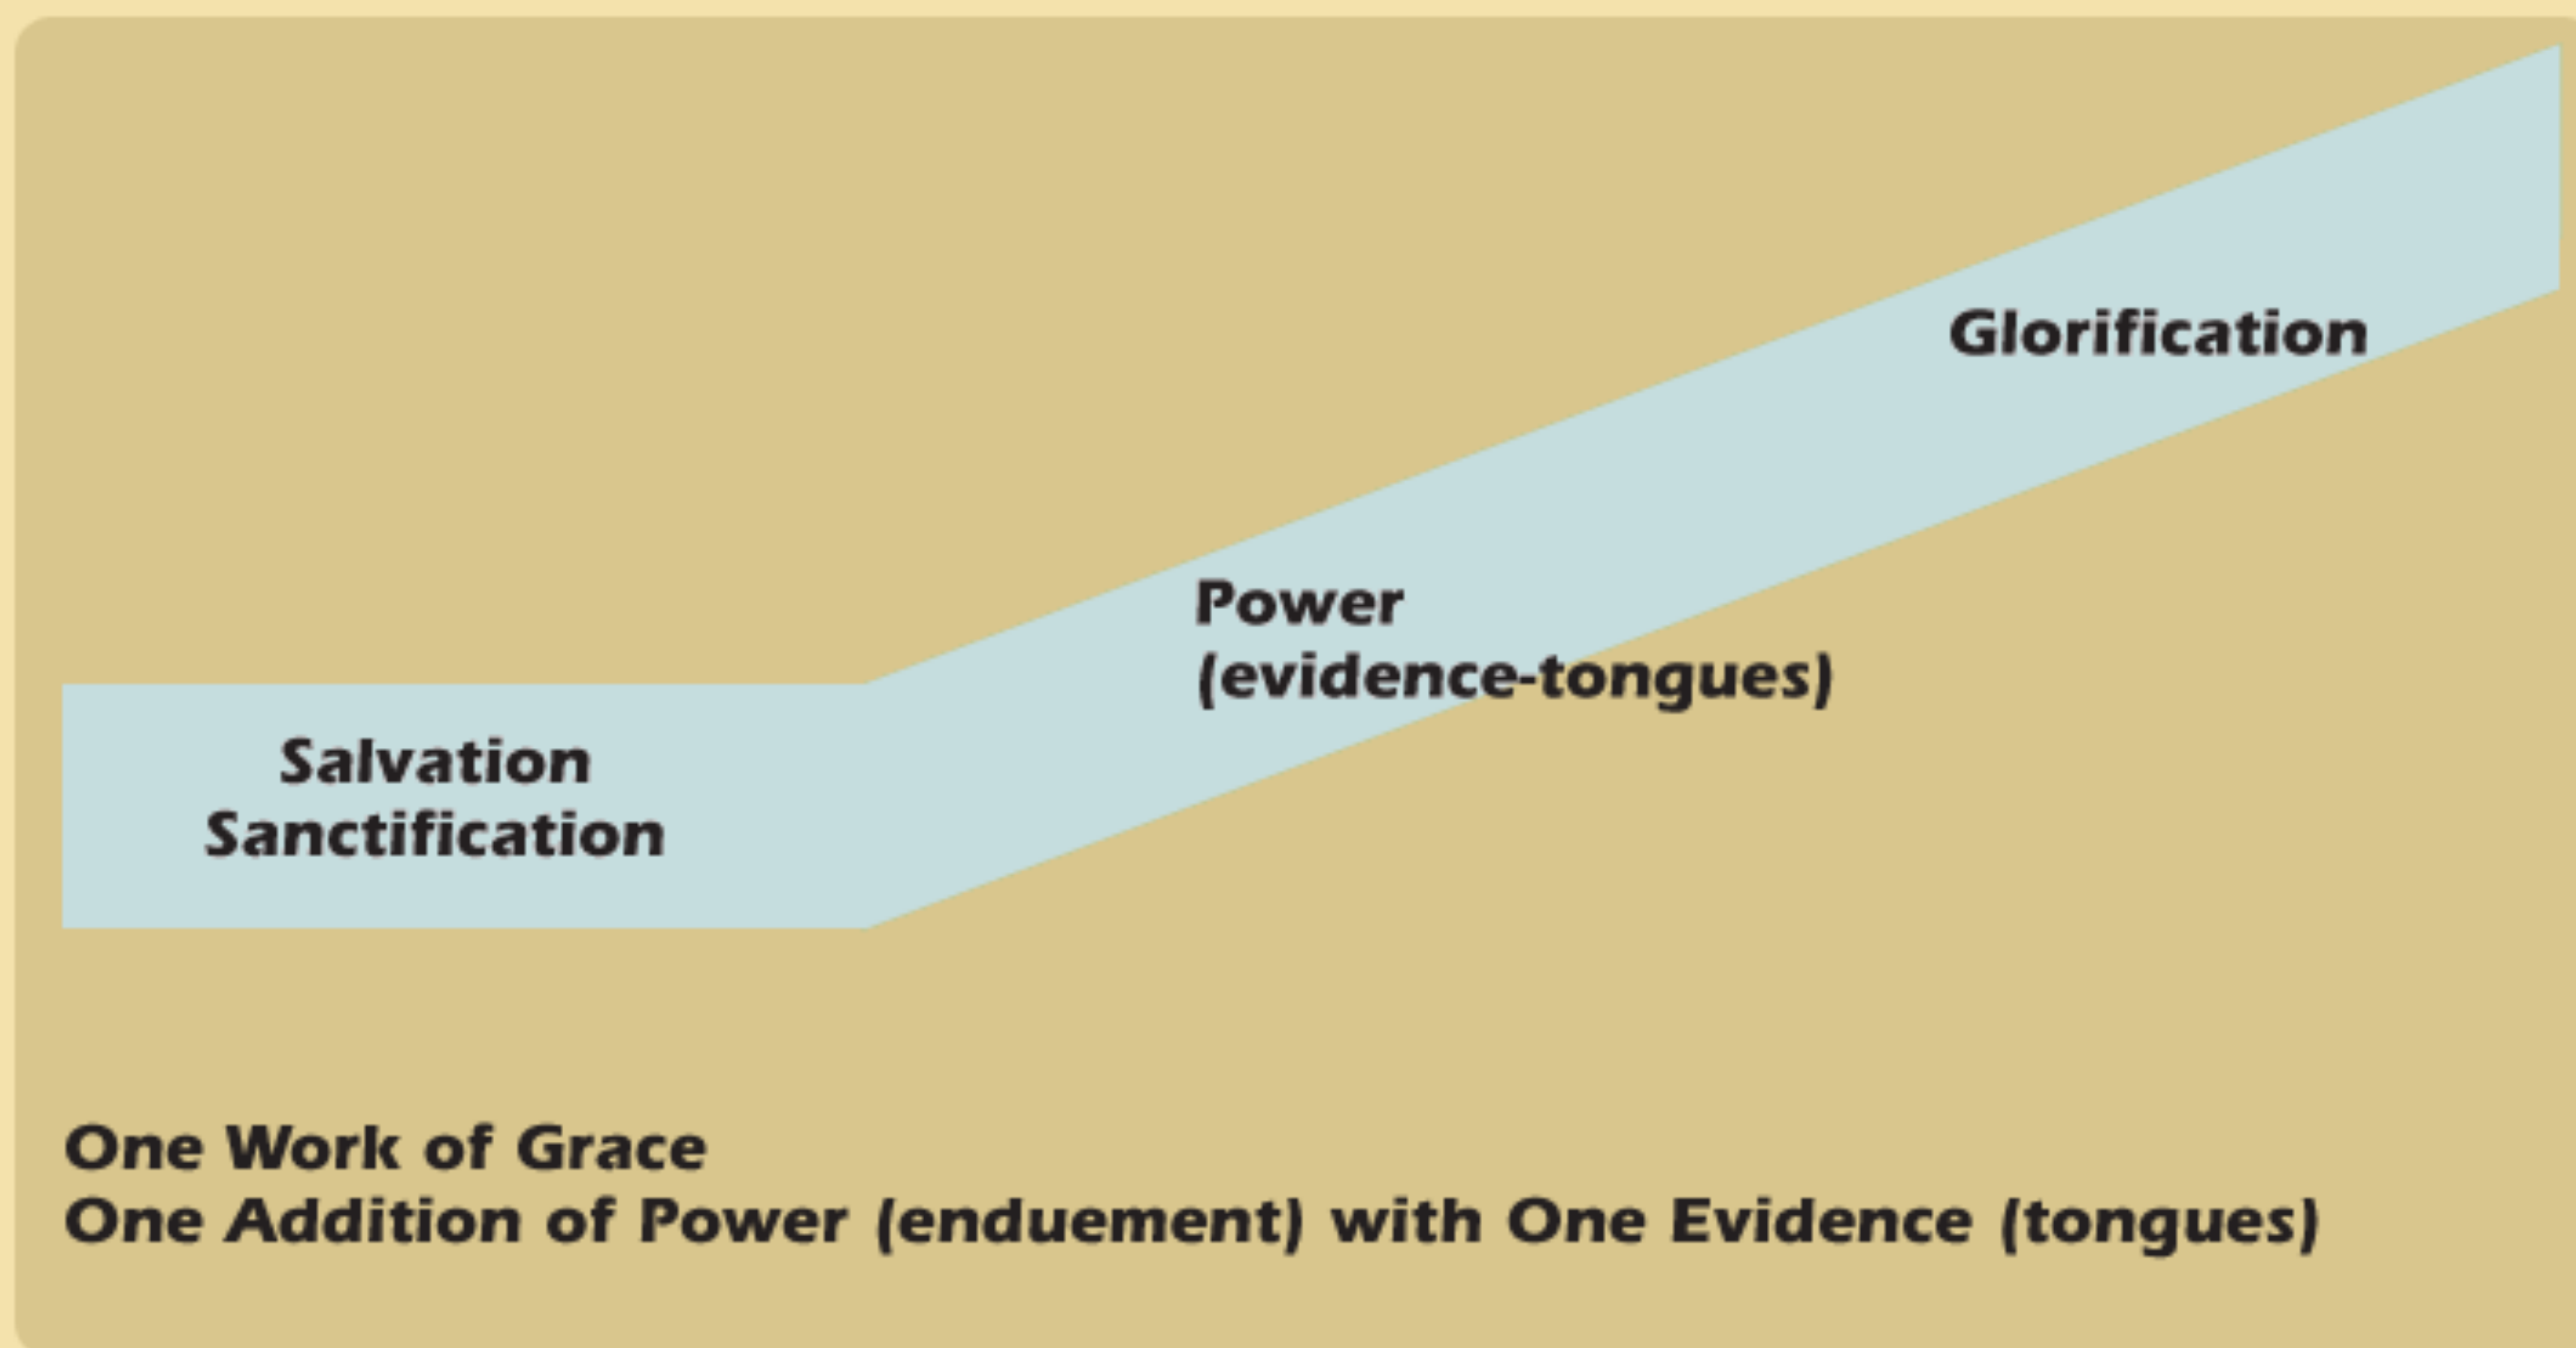 Glorification
Power
(evidence-tongues)
Salvation
Sanctification
One Work of Grace
One Addition of Power (enduement) with One Evidence (tongues)